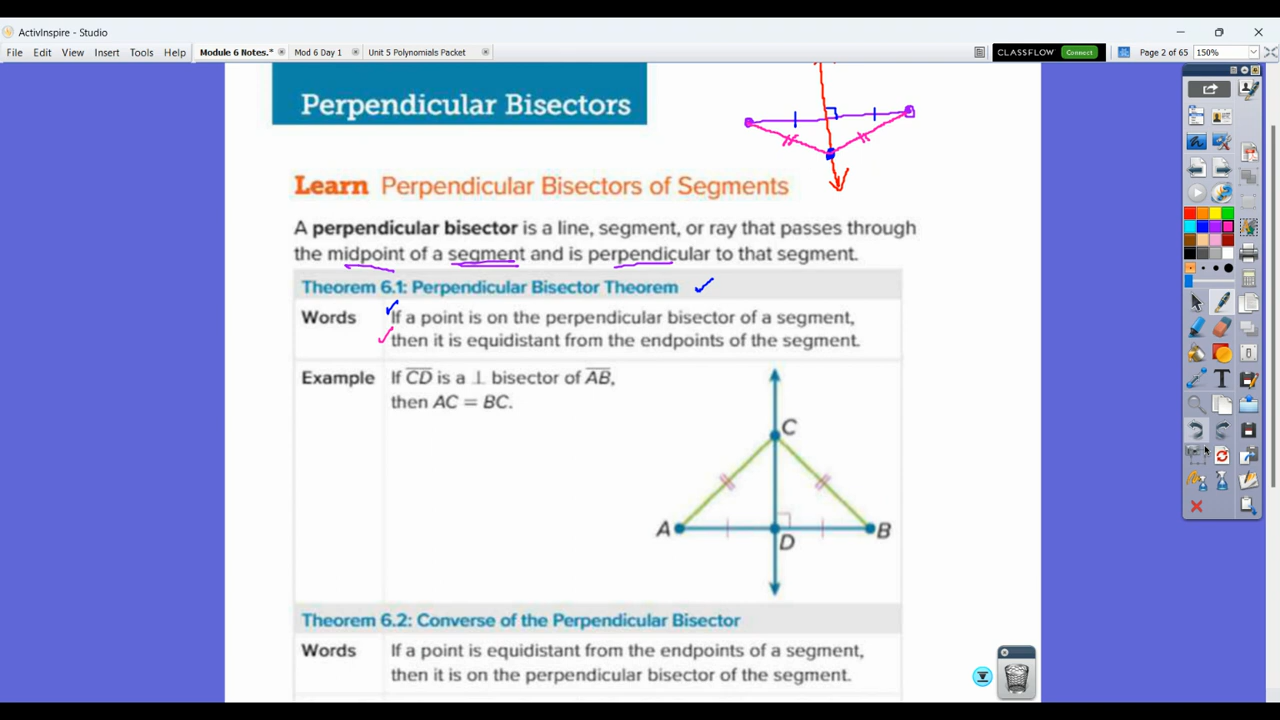 ActivInspire - Studio
File Edit View Insert Tools Help Module 6 Notes.* Mod 6 Day 1 Unit 5 Polynomials Packet CLASSFLOW Connect Page 2 of 65 150%
Perpendicular Bisectors
Learn Perpendicular Bisectors of Segments
A perpendicular bisector is a line, segment, or ray that passes through
the midpoint of a segment and is perpendicular to that segment.
Theorem 6.1: Perpendicular Bisector Theorem
Words If a point is on the perpendicular bisector of a segment,
then it is equidistant from the endpoints of the segment.
Example If CD is a ⊥ bisector of AB,
then AC = BC.
C
A
B
D
Theorem 6.2: Converse of the Perpendicular Bisector
Words If a point is equidistant from the endpoints of a segment,
then it is on the perpendicular bisector of the segment.